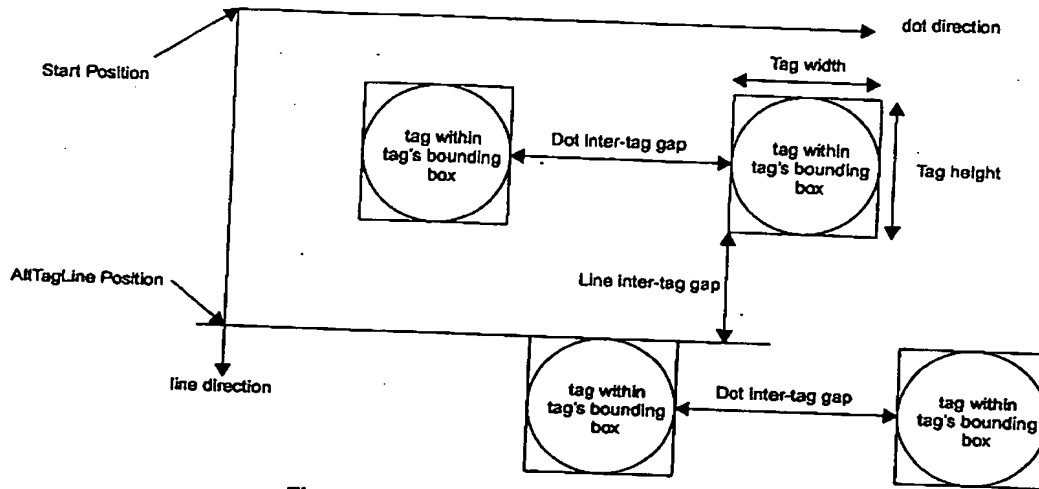 dot direction
Start Position
Tag width
tag within
tag's bounding
box
Dot inter-tag gap
tag within
tag's bounding
box
Tag height
AltTagLine Position
Line inter-tag gap
line direction
tag within
tag's bounding
box
Dot inter-tag gap
tag within
tag's bounding
box